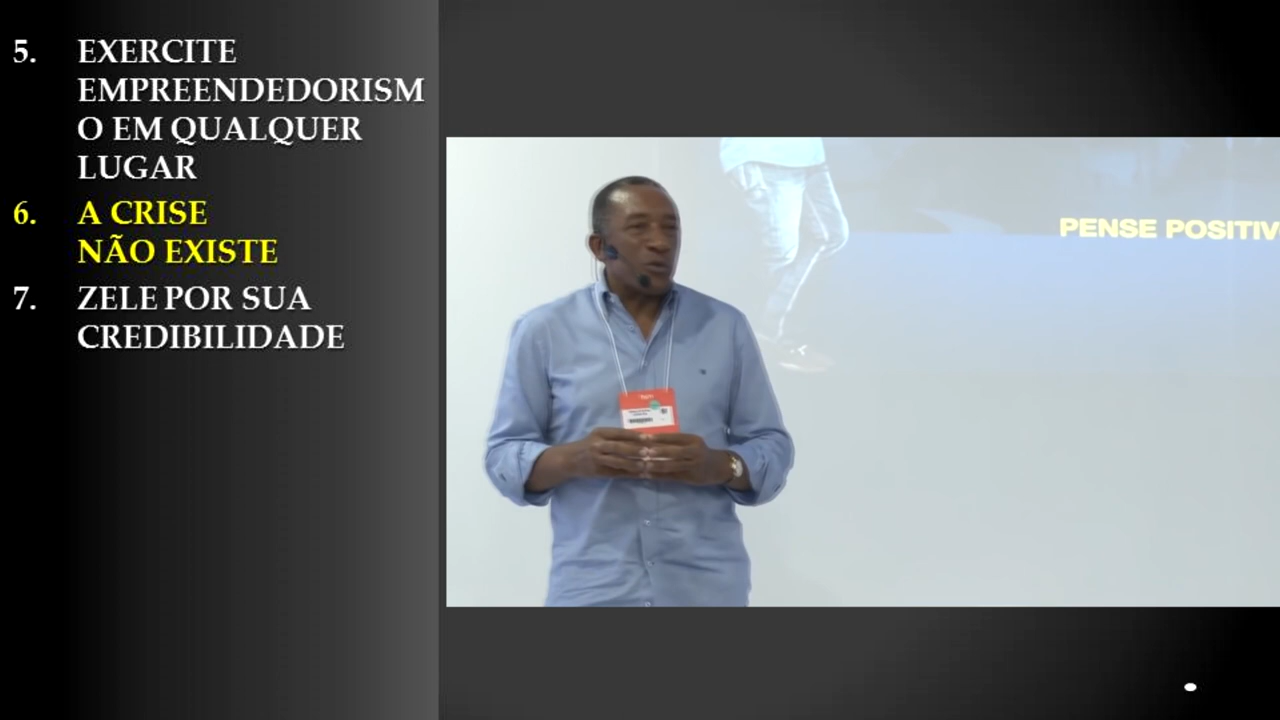 5. EXERCITE
EMPREENDEDORISM
O EM QUALQUER
LUGAR
6. A CRISE
NÃO EXISTE
7. ZELE POR SUA
CREDIBILIDADE
PENSE POSITIV